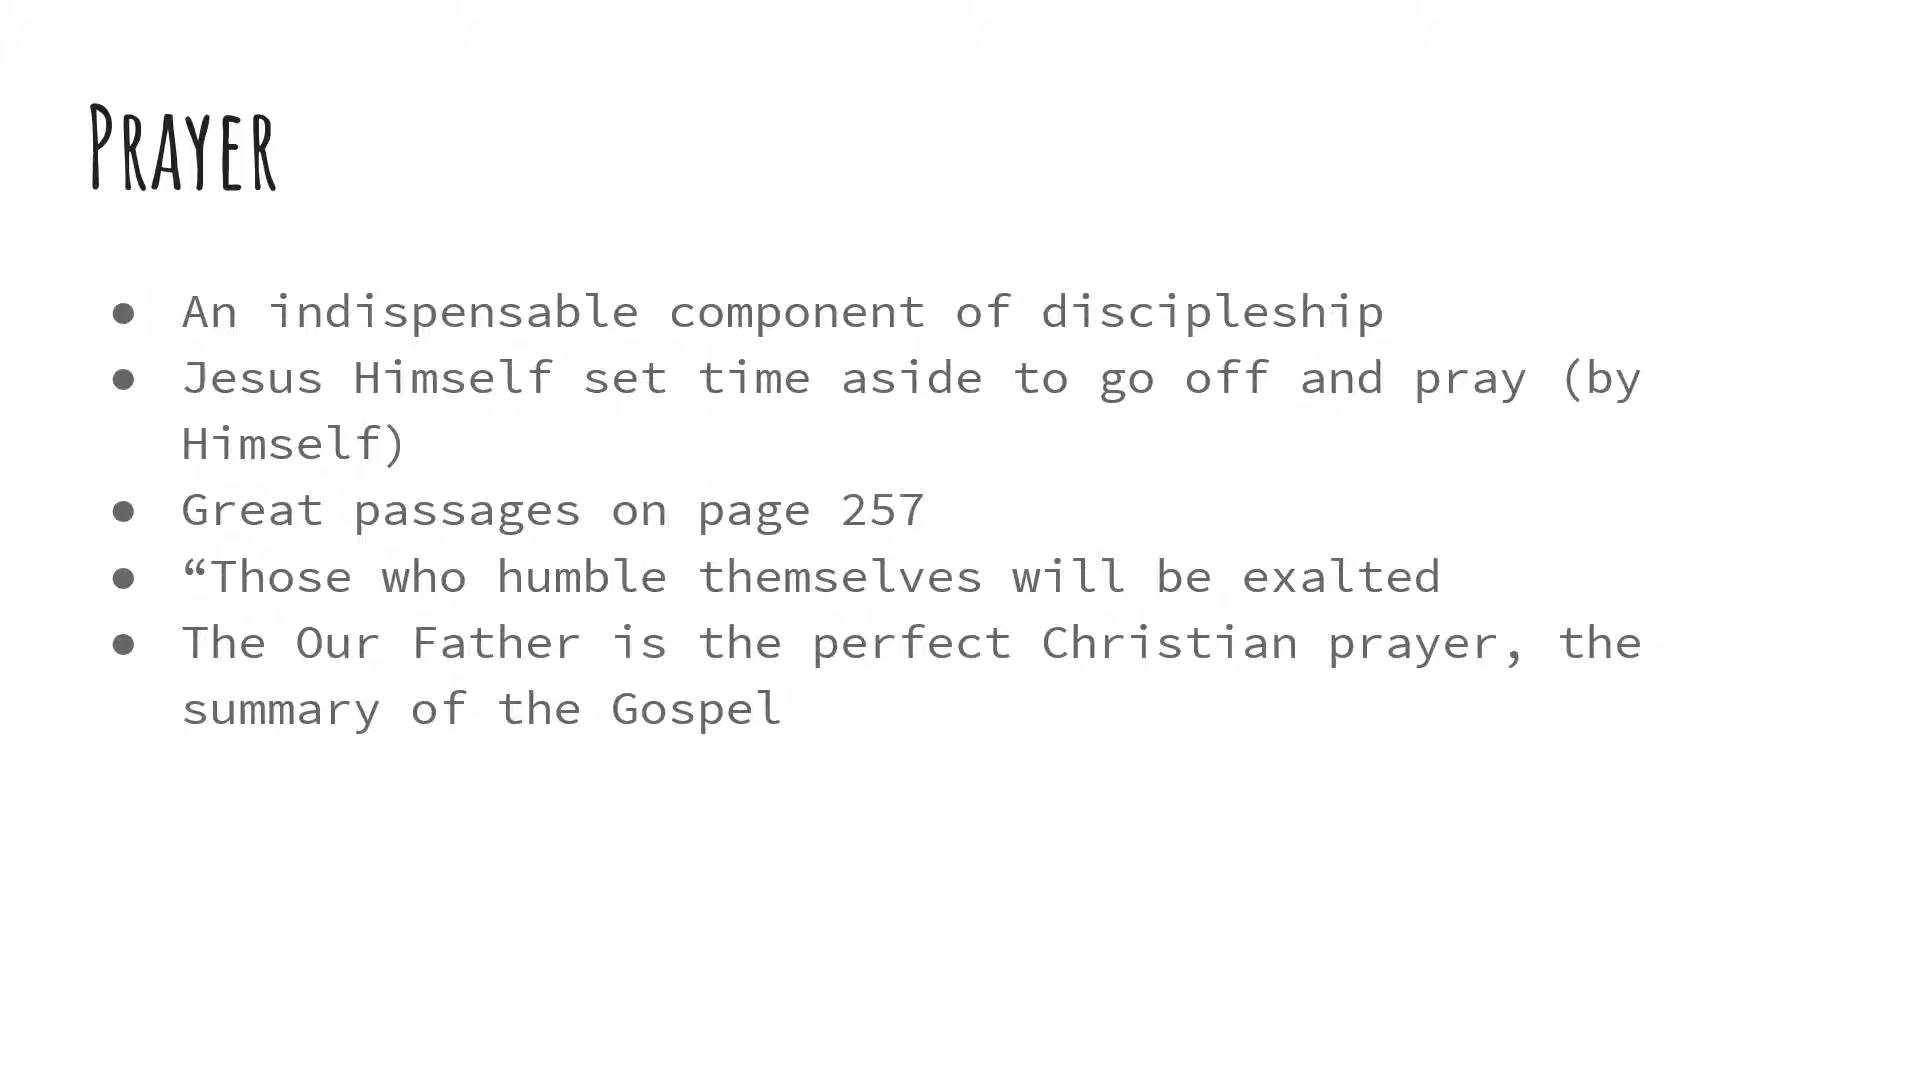 PRAYER
● An indispensable component of discipleship
● Jesus Himself set time aside to go off and pray (by
Himself)
● Great passages on page 257
● “Those who humble themselves will be exalted
● The Our Father is the perfect Christian prayer, the
summary of the Gospel